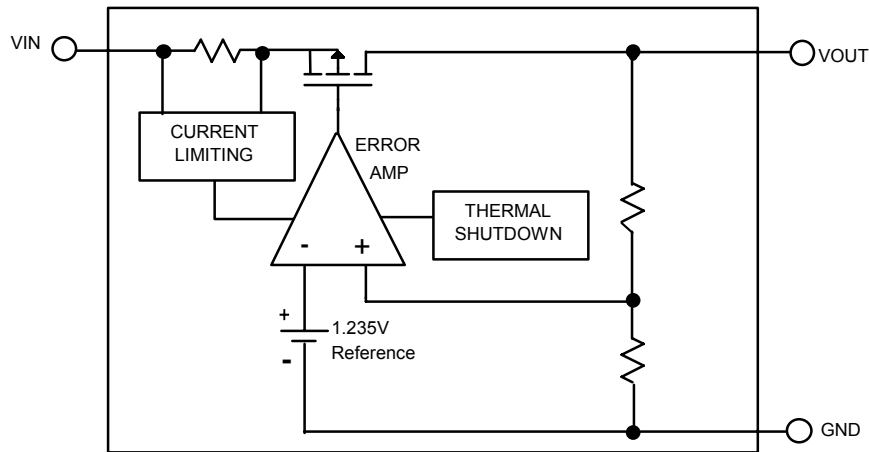 VIN
VOUT
CURRENT
LIMITING
ERROR
AMP
THERMAL
SHUTDOWN
- +
+
1.235V
Reference
-
GND